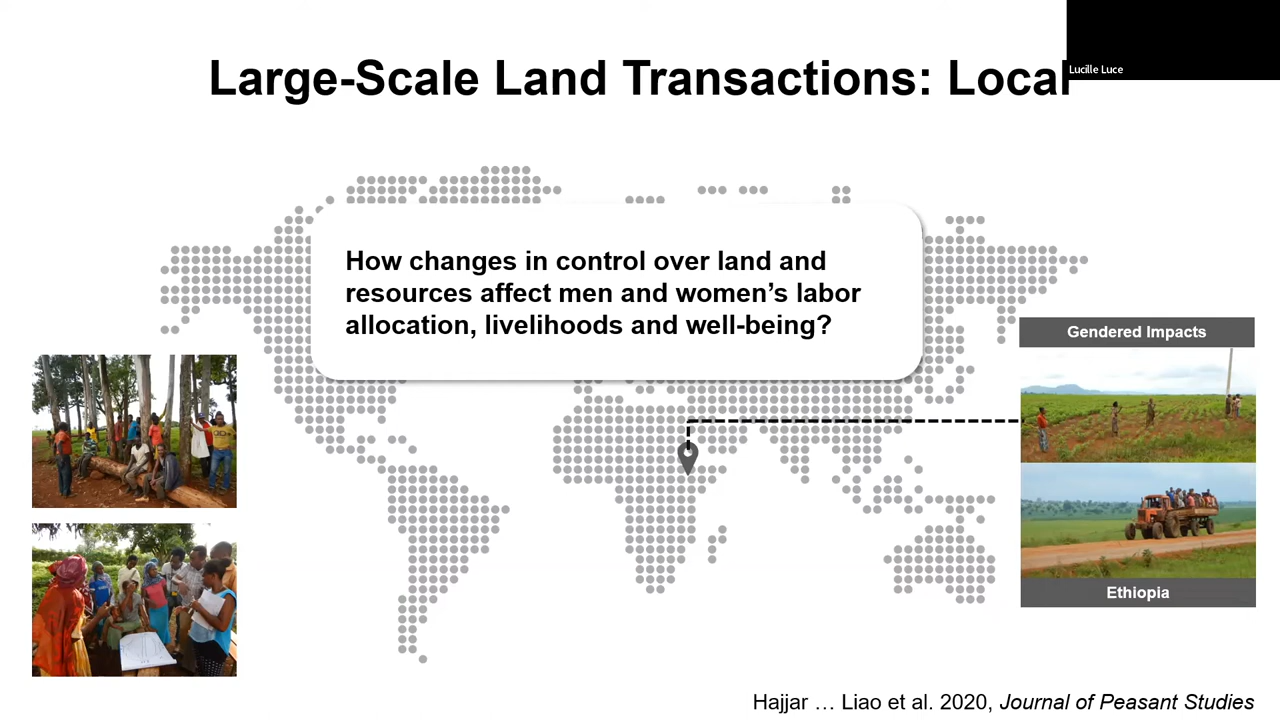 Large-Scale Land Transactions: Local
Lucille Luce
How changes in control over land and
resources affect men and women’s labor
allocation, livelihoods and well-being?
Gendered Impacts
Ethiopia
Hajjar … Liao et al. 2020, Journal of Peasant Studies